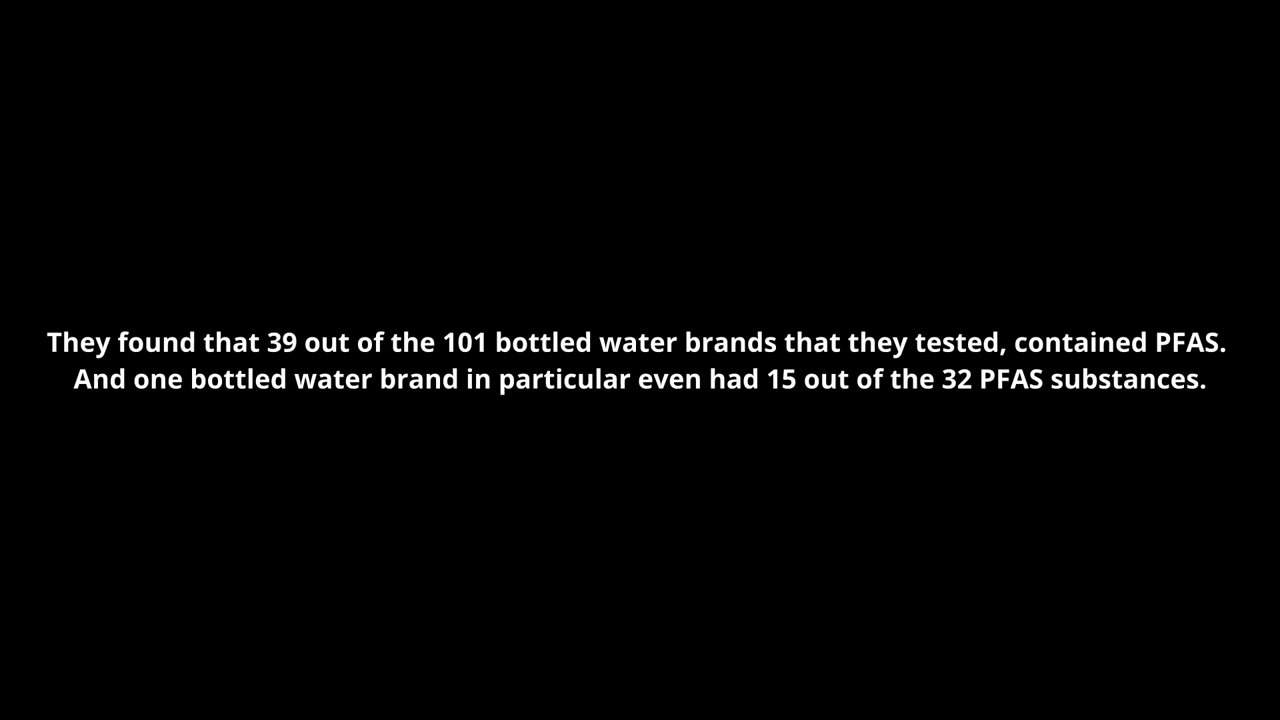 They found that 39 out of the 101 bottled water brands that they tested, contained PFAS.
And one bottled water brand in particular even had 15 out of the 32 PFAS substances.